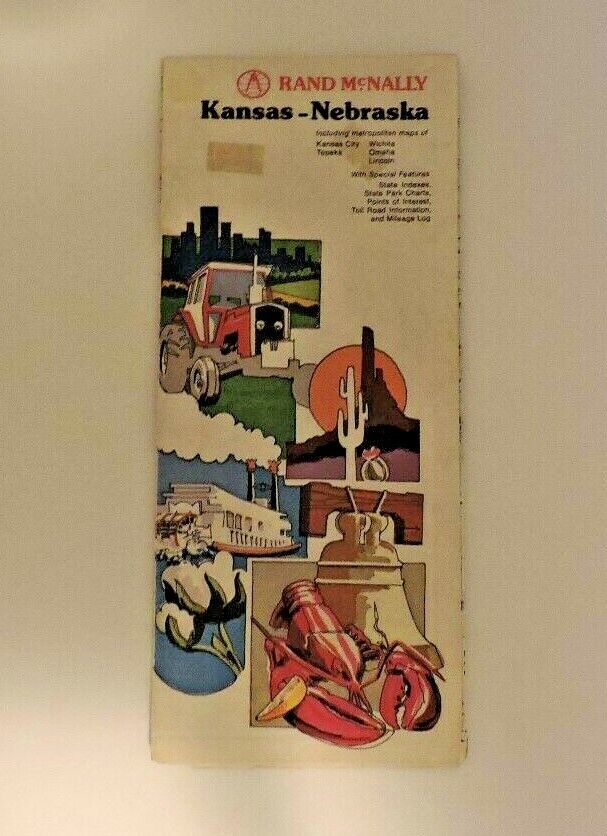 RAND McNALLY
Kansas-Nebraska
Including metropolitan maps of
Kansas City Wichita
Topeka Omaha
Lincoln
With Special Features
State Indexes,
State Park Charts,
Points of Interest,
Toll Road Information,
and Mileage Log